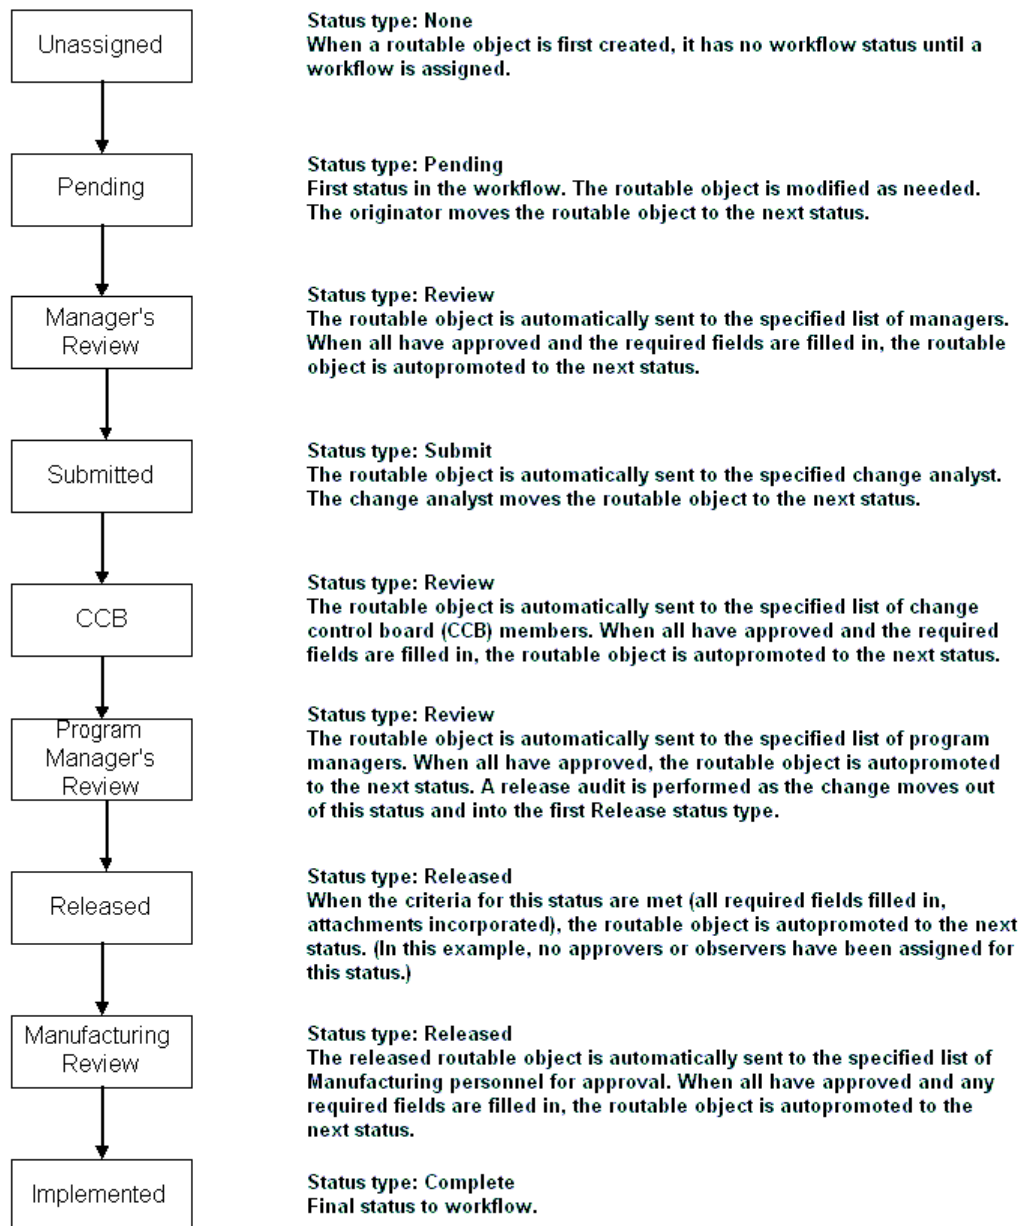 Unassigned
Status type: None
When a routable object is first created, it has no workflow status until a
workflow is assigned.
Pending
Status type: Pending
First status in the workflow. The routable object is modified as needed.
The originator moves the routable object to the next status.
Manager's
Review
Status type: Review
The routable object is automatically sent to the specified list of managers.
When all have approved and the required fields are filled in, the routable
object is autopromoted to the next status.
Submitted
Status type: Submit
The routable object is automatically sent to the specified change analyst.
The change analyst moves the routable object to the next status.
CCB
Status type: Review
The routable object is automatically sent to the specified list of change
control board (CCB) members. When all have approved and the required
fields are filled in, the routable object is autopromoted to the next status.
Program
Manager's
Review
Status type: Review
The routable object is automatically sent to the specified list of program
managers. When all have approved, the routable object is autopromoted
to the next status. A release audit is performed as the change moves out
of this status and into the first Release status type.
Released
Status type: Released
When the criteria for this status are met (all required fields filled in,
attachments incorporated), the routable object is autopromoted to the next
status. (In this example, no approvers or observers have been assigned for
this status.)
Manufacturing
Review
Status type: Released
The released routable object is automatically sent to the specified list of
Manufacturing personnel for approval. When all have approved and any
required fields are filled in, the routable object is autopromoted to the
next status.
Implemented
Status type: Complete
Final status to workflow.